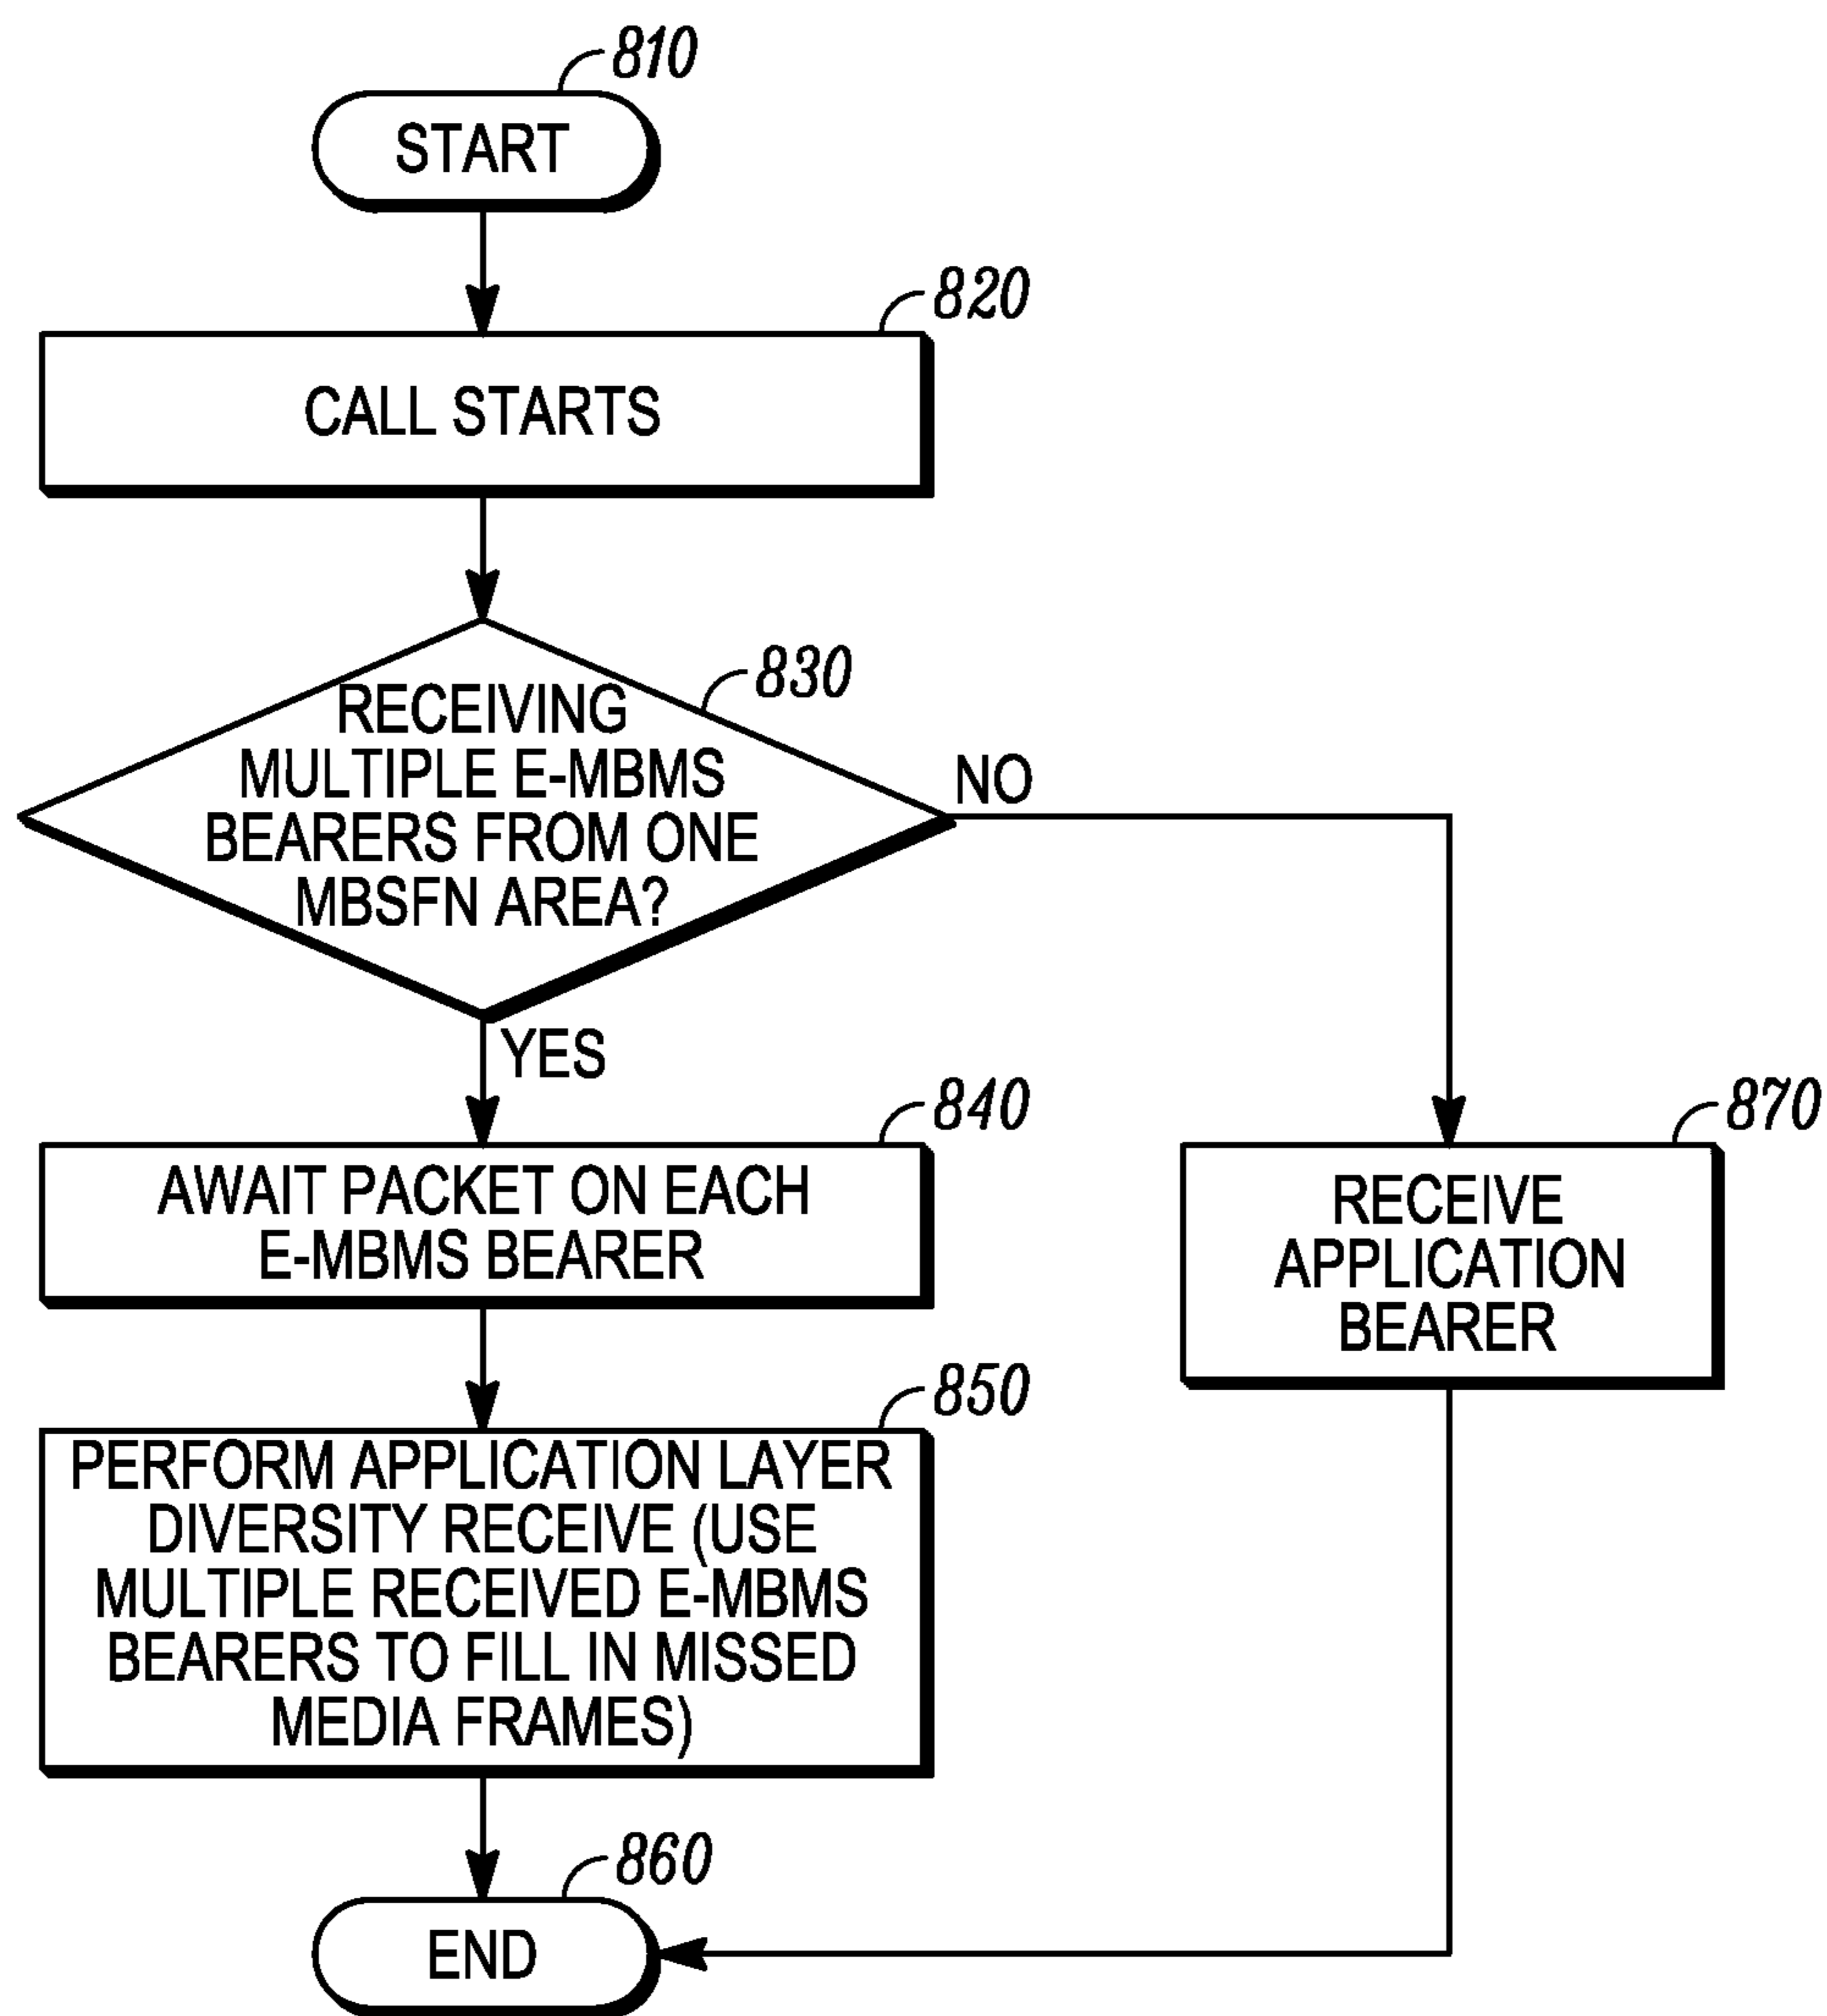 810
START
820
CALL STARTS
830
RECEIVING
MULTIPLE E-MBMS
BEARERS FROM ONE
MBSFN AREA?
NO
YES
840
AWAIT PACKET ON EACH
E-MBMS BEARER
870
RECEIVE
APPLICATION
BEARER
850
PERFORM APPLICATION LAYER
DIVERSITY RECEIVE (USE
MULTIPLE RECEIVED E-MBMS
BEARERS TO FILL IN MISSED
MEDIA FRAMES)
860
END